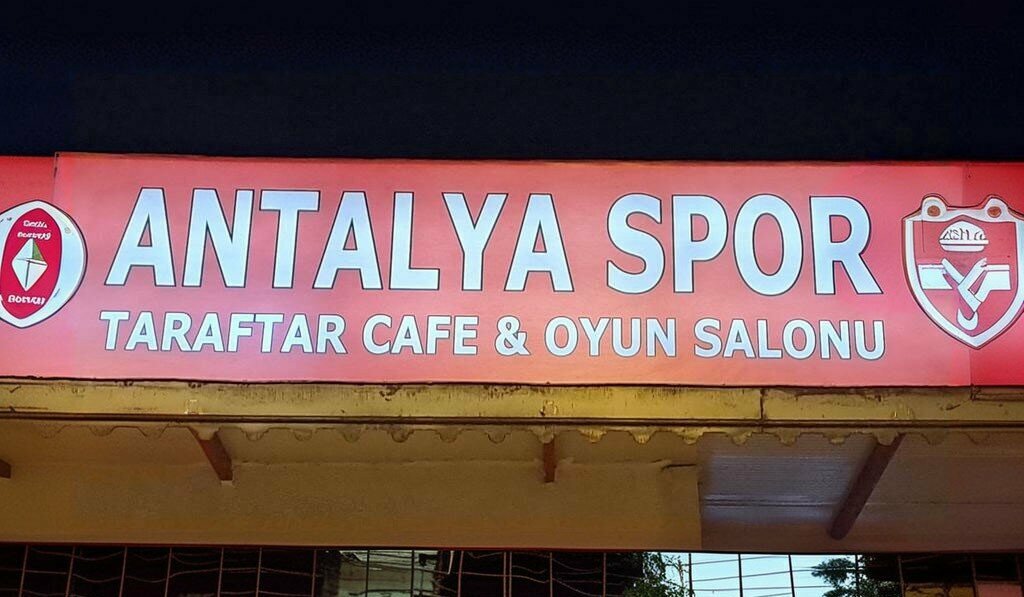 ANTALYA SPOR
TARAFTAR CAFE & OYUN SALONU